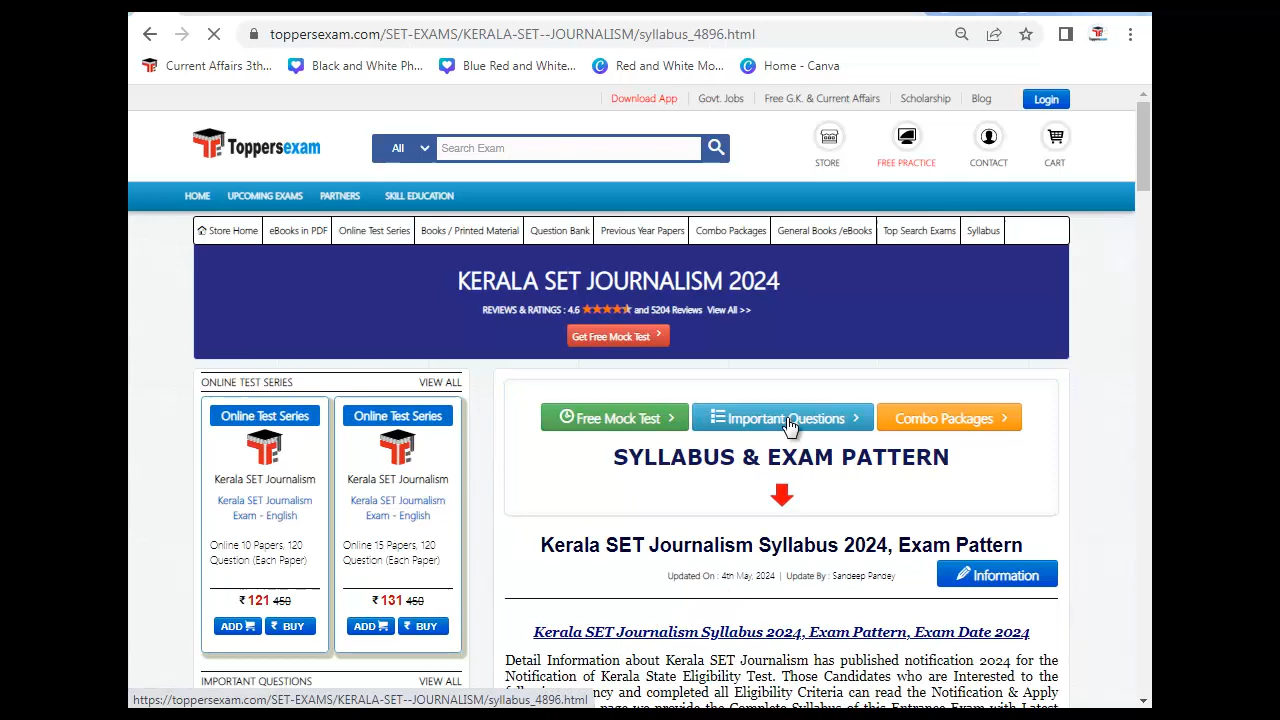 toppersexam.com/SET-EXAMS/KERALA-SET--JOURNALISM/syllabus_4896.html
Current Affairs 3th... Black and White Ph... Blue Red and White... Red and White Mo... Home - Canva
Download App Govt. Jobs Free G.K. & Current Affairs Scholarship Blog Login
Toppersexam All Search Exam
STORE FREE PRACTICE CONTACT CART
HOME UPCOMING EXAMS PARTNERS SKILL EDUCATION
Store Home eBooks in PDF Online Test Series Books / Printed Material Question Bank Previous Year Papers Combo Packages General Books /eBooks Top Search Exams Syllabus
KERALA SET JOURNALISM 2024
REVIEWS & RATINGS : 4.6 and 5204 Reviews View All >>
Get Free Mock Test
ONLINE TEST SERIES VIEW ALL
Online Test Series
Kerala SET Journalism
Kerala SET Journalism
Exam - English
Online 10 Papers, 120
Question (Each Paper)
₹ 121 450
ADD ₹ BUY
Online Test Series
Kerala SET Journalism
Kerala SET Journalism
Exam - English
Online 15 Papers, 120
Question (Each Paper)
₹ 131 450
ADD ₹ BUY
IMPORTANT QUESTIONS VIEW ALL
Free Mock Test Important Questions Combo Packages
SYLLABUS & EXAM PATTERN
Kerala SET Journalism Syllabus 2024, Exam Pattern
Updated On : 4th May, 2024 | Update By : Sandeep Pandey
Information
Kerala SET Journalism Syllabus 2024, Exam Pattern, Exam Date 2024
Detail Information about Kerala SET Journalism has published notification 2024 for the
Notification of Kerala State Eligibility Test. Those Candidates who are Interested to the
ncy and completed all Eligibility Criteria can read the Notification & Apply
page we provide the Complete Syllabus of this Entrance Exam with Latest
https://toppersexam.com/SET-EXAMS/KERALA-SET--JOURNALISM/syllabus_4896.html